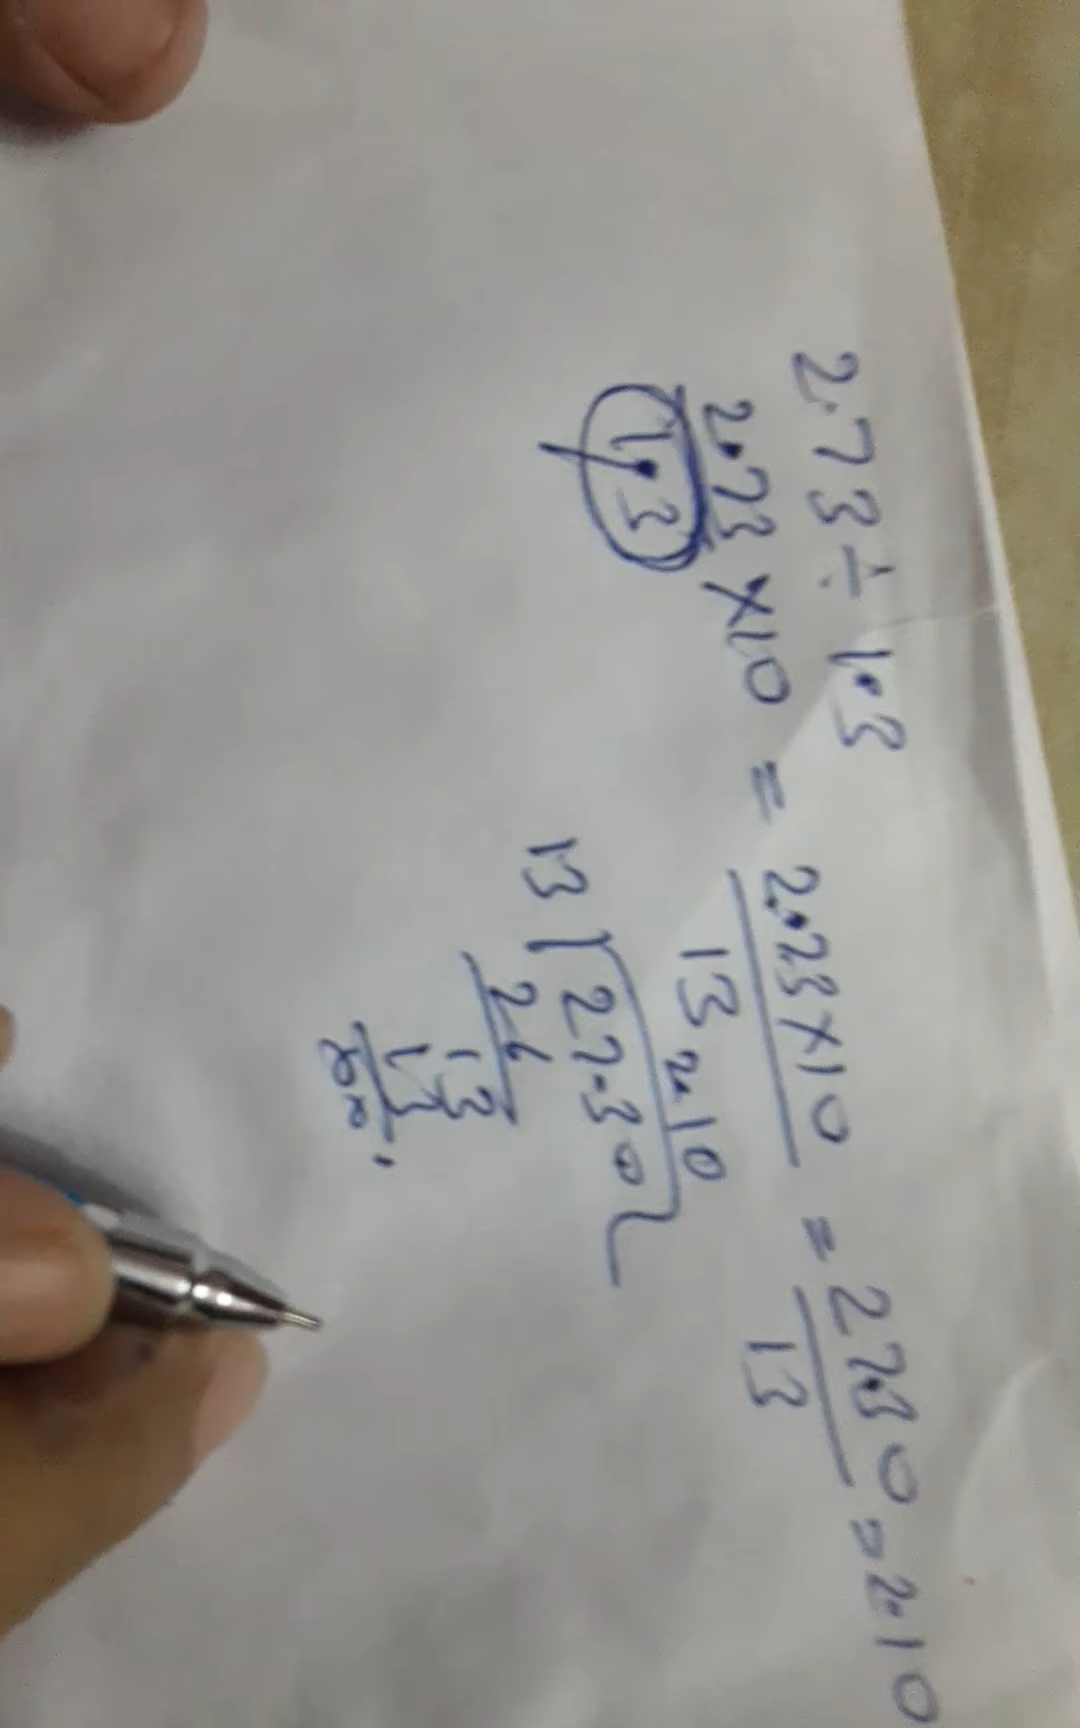 2.73 ÷ 1.3
2.73 × 10 = 2.73 × 10 = 27.30 = 2.10
1.3 13 13
2.10
13 27.30
26
13
13
00